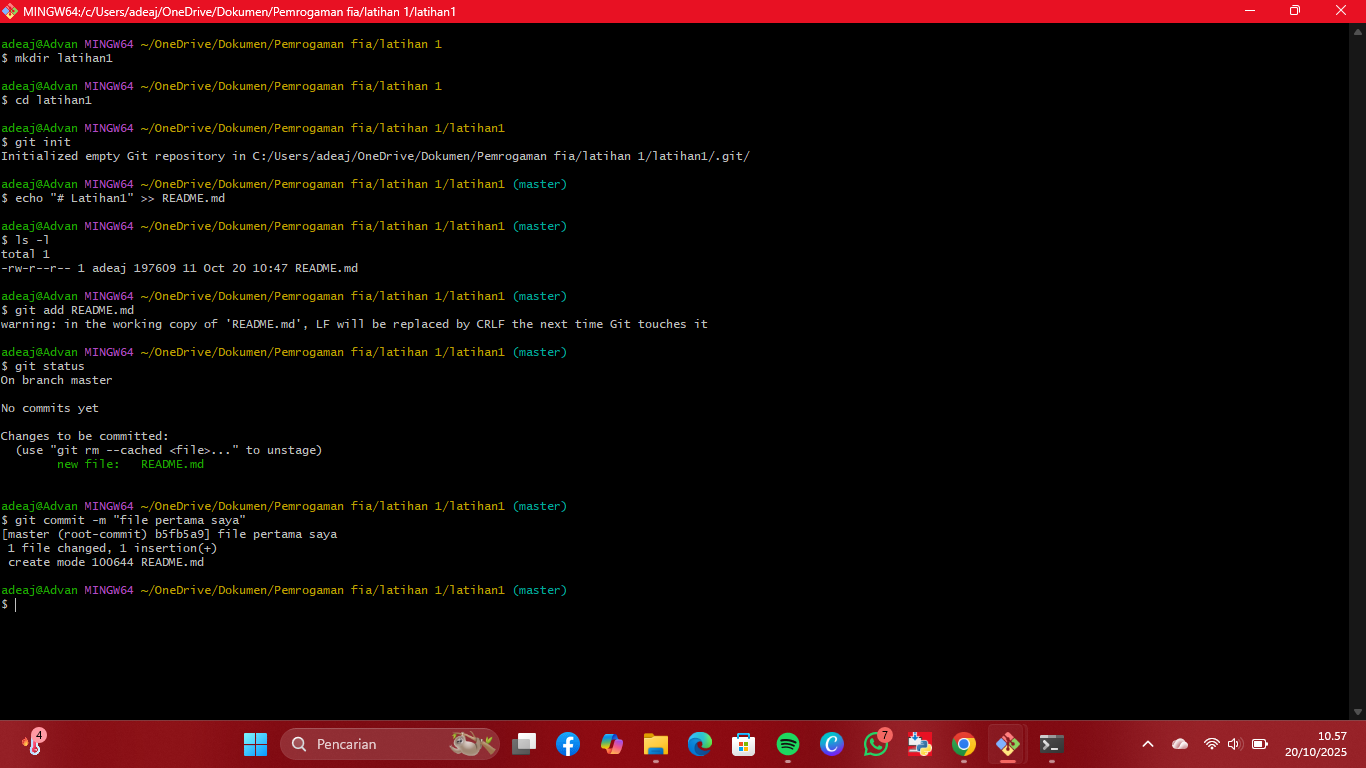 MINGW64:/c/Users/adeaj/OneDrive/Dokumen/Pemrogaman fia/latihan 1/latihan1
adeaj@Advan MINGW64 ~/OneDrive/Dokumen/Pemrogaman fia/latihan 1
$ mkdir latihan1
adeaj@Advan MINGW64 ~/OneDrive/Dokumen/Pemrogaman fia/latihan 1
$ cd latihan1
adeaj@Advan MINGW64 ~/OneDrive/Dokumen/Pemrogaman fia/latihan 1/latihan1
$ git init
Initialized empty Git repository in C:/Users/adeaj/OneDrive/Dokumen/Pemrogaman fia/latihan 1/latihan1/.git/
adeaj@Advan MINGW64 ~/OneDrive/Dokumen/Pemrogaman fia/latihan 1/latihan1 (master)
$ echo "# Latihan1" >> README.md
adeaj@Advan MINGW64 ~/OneDrive/Dokumen/Pemrogaman fia/latihan 1/latihan1 (master)
$ ls -l
total 1
-rw-r--r-- 1 adeaj 197609 11 Oct 20 10:47 README.md
adeaj@Advan MINGW64 ~/OneDrive/Dokumen/Pemrogaman fia/latihan 1/latihan1 (master)
$ git add README.md
warning: in the working copy of 'README.md', LF will be replaced by CRLF the next time Git touches it
adeaj@Advan MINGW64 ~/OneDrive/Dokumen/Pemrogaman fia/latihan 1/latihan1 (master)
$ git status
On branch master
No commits yet
Changes to be committed:
  (use "git rm --cached <file>..." to unstage)
        new file:   README.md
adeaj@Advan MINGW64 ~/OneDrive/Dokumen/Pemrogaman fia/latihan 1/latihan1 (master)
$ git commit -m "file pertama saya"
[master (root-commit) b5fb5a9] file pertama saya
 1 file changed, 1 insertion(+)
 create mode 100644 README.md
adeaj@Advan MINGW64 ~/OneDrive/Dokumen/Pemrogaman fia/latihan 1/latihan1 (master)
$
4
Pencarian
7
10.57
20/10/2025